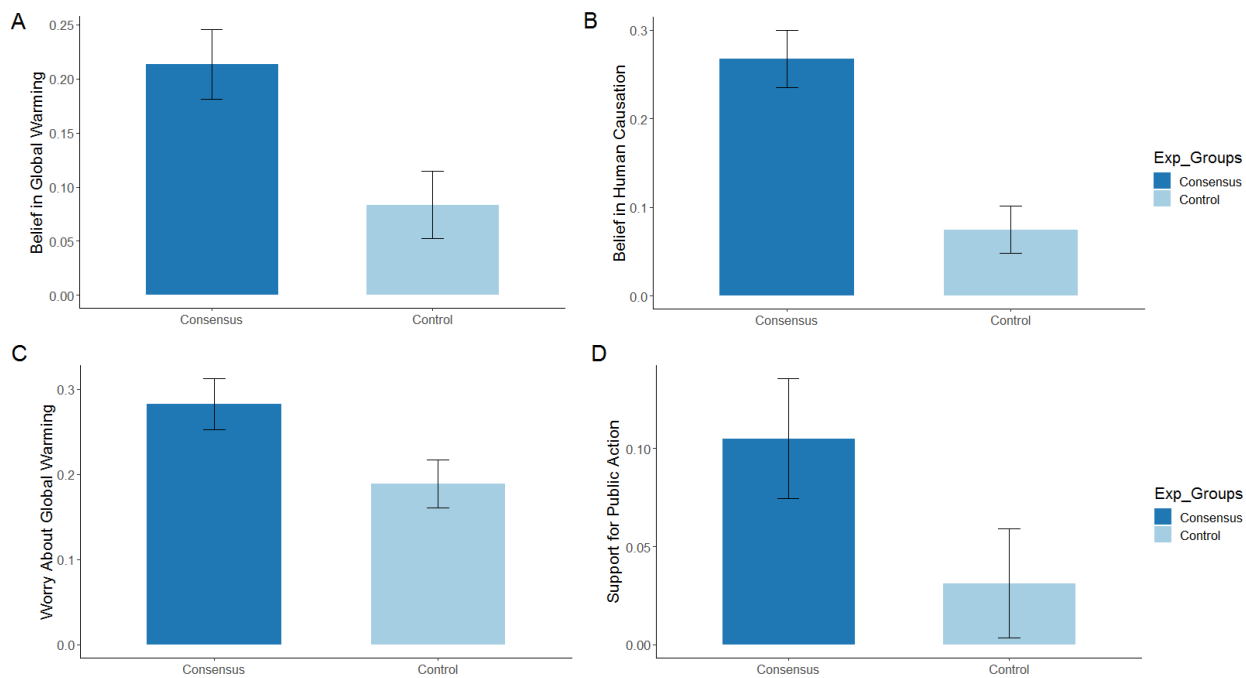 A
Belief in Global Warming
0.25
0.20
0.15
0.10
0.05
0.00
Consensus
Control
B
Belief in Human Causation
0.3
0.2
0.1
0.0
Consensus
Control
Exp_Groups
Consensus
Control
C
Worry About Global Warming
0.3
0.2
0.1
0.0
Consensus
Control
D
Support for Public Action
0.10
0.05
0.00
Consensus
Control
Exp_Groups
Consensus
Control